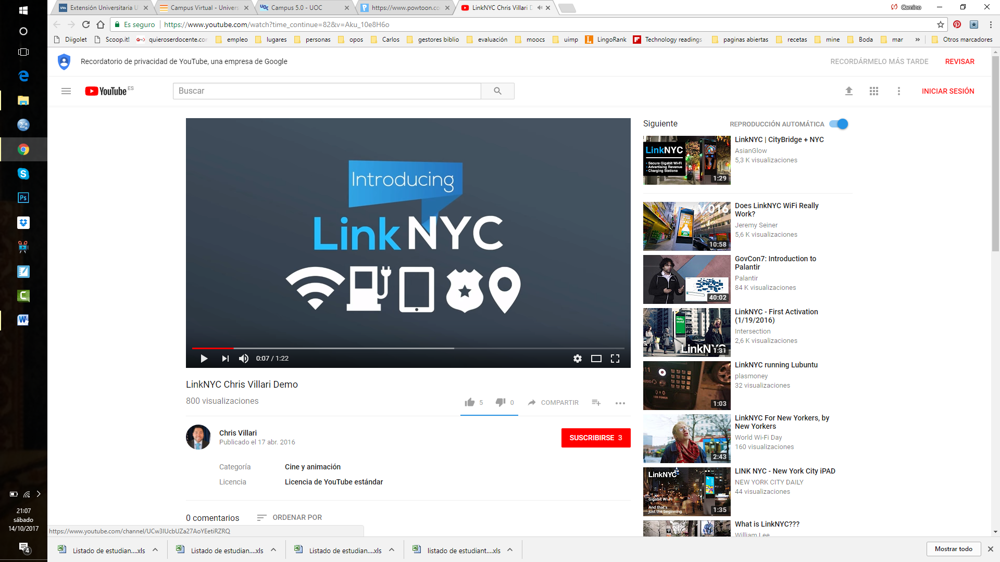 Extensión Universitaria U
Campus Virtual - Univers
Campus 5.0 - UOC
https://www.powtoon.co
LinkNYC Chris Villari D
Camino
Es seguro
https://www.youtube.com/watch?time_continue=82&v=Aku_10e8H6o
Diigolet
Scoop.it!
quieroserdocente.cor
empleo
lugares
personas
opos
Carlos
gestores biblio
evaluación
moocs
uimp
LingoRank
Technology readings
paginas abiertas
recetas
mine
Boda
mar
»
Otros marcadores
Recordatorio de privacidad de YouTube, una empresa de Google
RECORDÁRMELO MÁS TARDE
REVISAR
YouTube ES
Buscar
INICIAR SESIÓN
Introducing
LinkNYC
0:07 / 1:22
LinkNYC Chris Villari Demo
800 visualizaciones
5
0
COMPARTIR
Chris Villari
Publicado el 17 abr. 2016
SUSCRIBIRSE 3
Categoría
Cine y animación
Licencia
Licencia de YouTube estándar
0 comentarios
ORDENAR POR
Siguiente
REPRODUCCIÓN AUTOMÁTICA
LinkNYC
+ Secure Gigabit Wi-Fi
• Advertising Revenue
• Charging Stations
1:29
LinkNYC | CityBridge + NYC
AsianGlow
5,3 K visualizaciones
V.016
10:58
Does LinkNYC WiFi Really
Work?
Jeremy Seiner
5,6 K visualizaciones
40:02
GovCon7: Introduction to
Palantir
Palantir
84 K visualizaciones
Hello,
world!
LinkNYC
1:31
LinkNYC - First Activation
(1/19/2016)
Intersection
2,6 K visualizaciones
1:03
LinkNYC running Lubuntu
plasmoney
32 visualizaciones
2:43
LinkNYC For New Yorkers, by
New Yorkers
World Wi-Fi Day
160 visualizaciones
LinkNYC
Gigabit Wi-Fi
And that's
just the beginning
1:35
LINK NYC - New York City iPAD
NEW YORK CITY DAILY
44 visualizaciones
What is LinkNYC???
William Lee
https://www.youtube.com/channel/UCw3IUcbUZa27AoYEetiRZRQ
21:07
sábado
14/10/2017
4
Listado de estudian....xls
Listado de estudian....xls
Listado de estudian....xls
listado de estudiant....xls
Mostrar todo